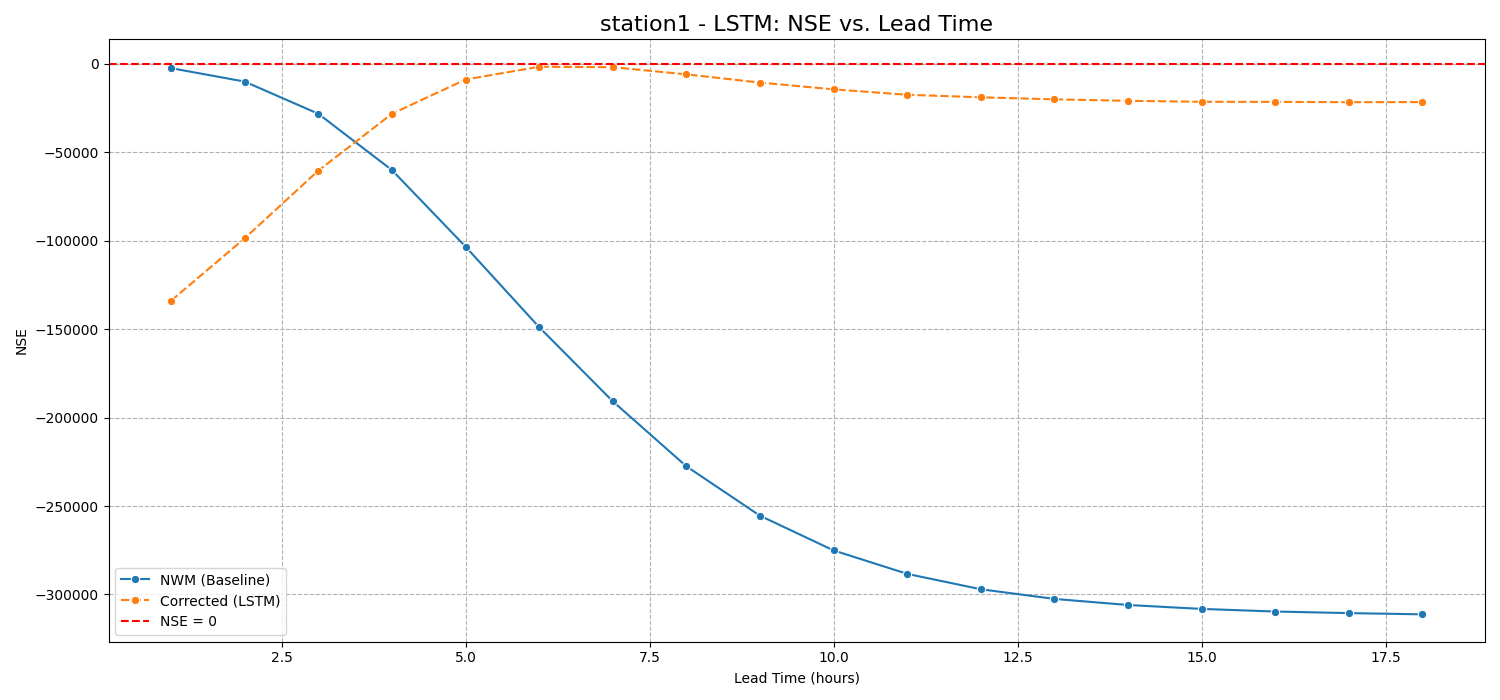 station1 - LSTM: NSE vs. Lead Time
NSE
0
−50000
−100000
−150000
−200000
−250000
−300000
NWM (Baseline)
Corrected (LSTM)
NSE = 0
2.5
5.0
7.5
10.0
12.5
15.0
17.5
Lead Time (hours)